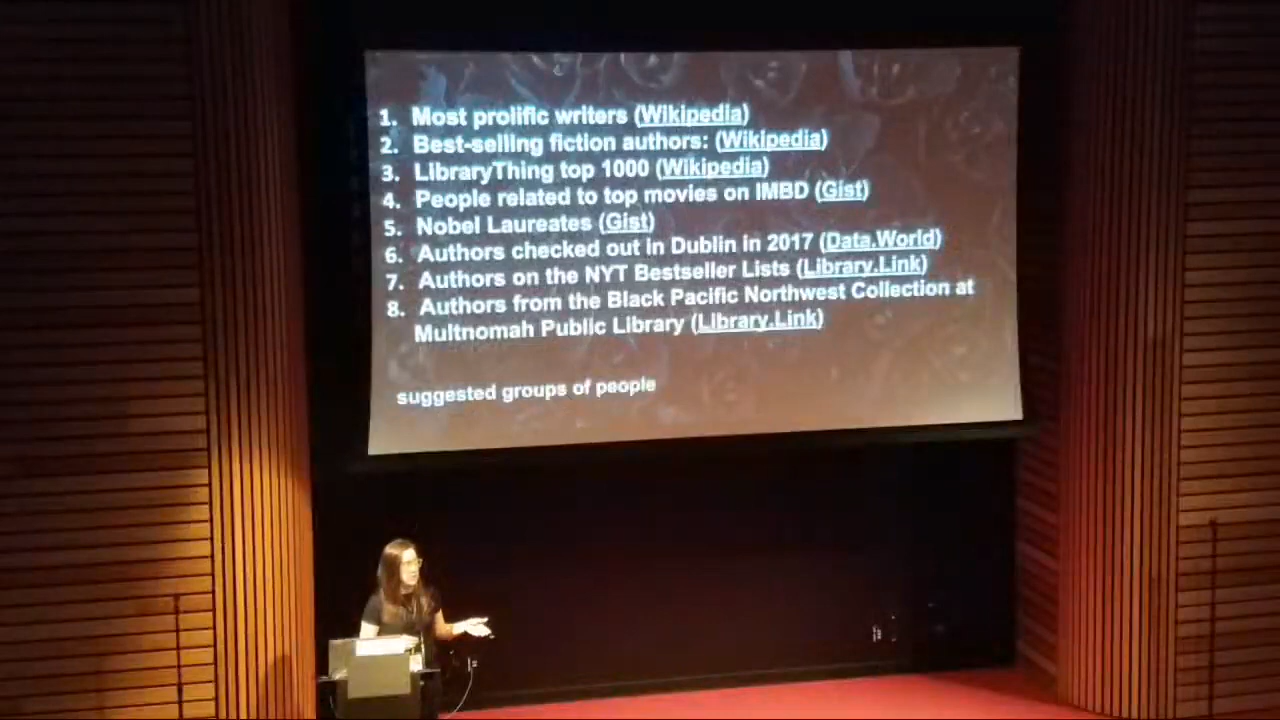 1. Most prolific writers (Wikipedia)
2. Best-selling fiction authors: (Wikipedia)
3. LibraryThing top 1000 (Wikipedia)
4. People related to top movies on IMBD (Gist)
5. Nobel Laureates (Gist)
6. Authors checked out in Dublin in 2017 (Data.World)
7. Authors on the NYT Bestseller Lists (Library.Link)
8. Authors from the Black Pacific Northwest Collection at
Multnomah Public Library (Library.Link)
suggested groups of people